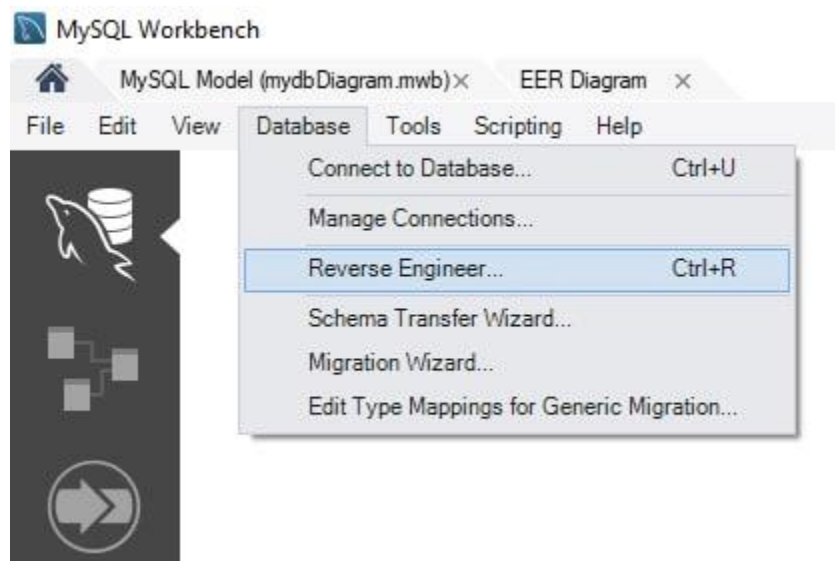 MySQL Workbench
MySQL Model (mydbDiagram.mwb)× EER Diagram ×
File Edit View Database Tools Scripting Help
Connect to Database... Ctrl+U
Manage Connections...
Reverse Engineer... Ctrl+R
Schema Transfer Wizard...
Migration Wizard...
Edit Type Mappings for Generic Migration...